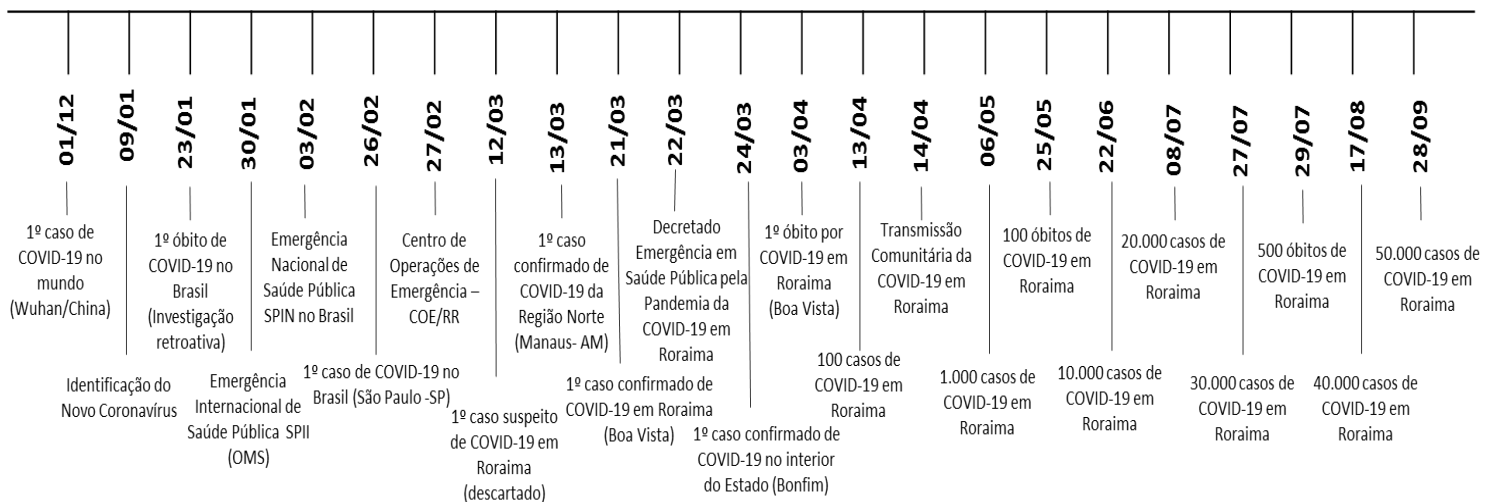 01/12
09/01
23/01
30/01
03/02
26/02
27/02
12/03
13/03
21/03
22/03
24/03
03/04
13/04
14/04
06/05
25/05
22/06
08/07
27/07
29/07
17/08
28/09
1º caso de
COVID-19 no
mundo
(Wuhan/China)
Identificação do
Novo Coronavírus
1º óbito de
COVID-19 no
Brasil
(Investigação
retroativa)
Emergência
Internacional de
Saúde Pública SPII
(OMS)
Emergência
Nacional de
Saúde Pública
SPIN no Brasil
1º caso de COVID-19 no
Brasil (São Paulo -SP)
Centro de
Operações de
Emergência –
COE/RR
1º caso suspeito
de COVID-19 em
Roraima
(descartado)
1º caso
confirmado de
COVID-19 da
Região Norte
(Manaus- AM)
1º caso confirmado de
COVID-19 em Roraima
(Boa Vista)
Decretado
Emergência em
Saúde Pública pela
Pandemia da
COVID-19 em
Roraima
1º caso confirmado de
COVID-19 no interior
do Estado (Bonfim)
1º óbito por
COVID-19 em
Roraima
(Boa Vista)
100 casos de
COVID-19 em
Roraima
Transmissão
Comunitária da
COVID-19 em
Roraima
1.000 casos de
COVID-19 em
Roraima
100 óbitos de
COVID-19 em
Roraima
10.000 casos de
COVID-19 em
Roraima
20.000 casos de
COVID-19 em
Roraima
30.000 casos de
COVID-19 em
Roraima
500 óbitos de
COVID-19 em
Roraima
40.000 casos de
COVID-19 em
Roraima
50.000 casos de
COVID-19 em
Roraima